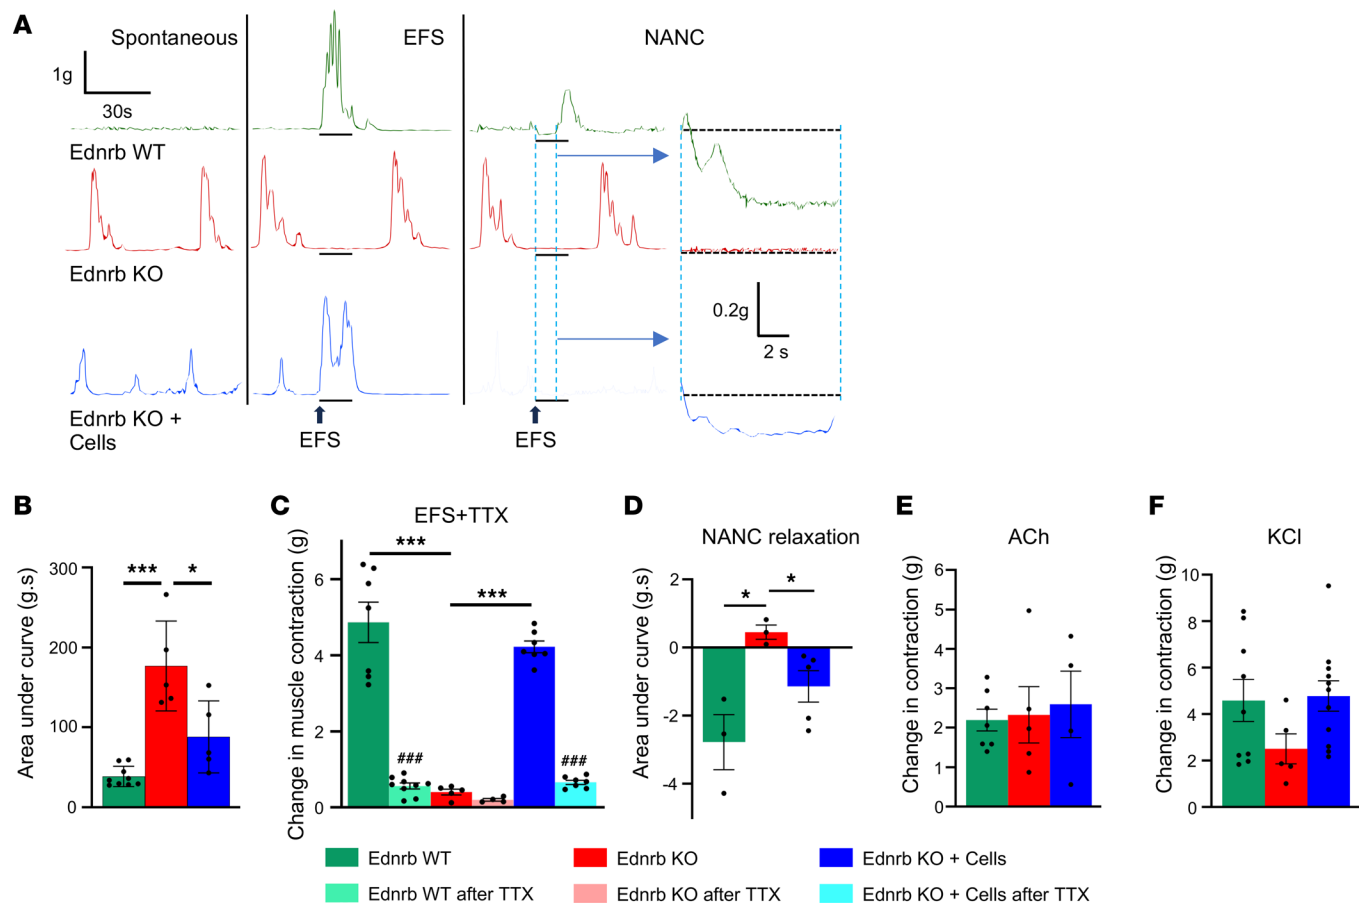 A
Spontaneous
EFS
NANC
1g
30s
Ednrb WT
Ednrb KO
0.2g
2 s
Ednrb KO +
Cells
EFS
EFS
B
Area under curve (g.s)
300
200
100
0
***
*
C
EFS+TTX
Change in muscle contraction (g)
6
4
2
0
***
***
###
###
D
NANC relaxation
Area under curve (g.s)
2
0
−2
−4
*
*
E
ACh
Change in contraction (g)
6
5
4
3
2
1
0
F
KCl
Change in contraction (g)
10
8
6
4
2
0
Ednrb WT
Ednrb KO
Ednrb KO + Cells
Ednrb WT after TTX
Ednrb KO after TTX
Ednrb KO + Cells after TTX